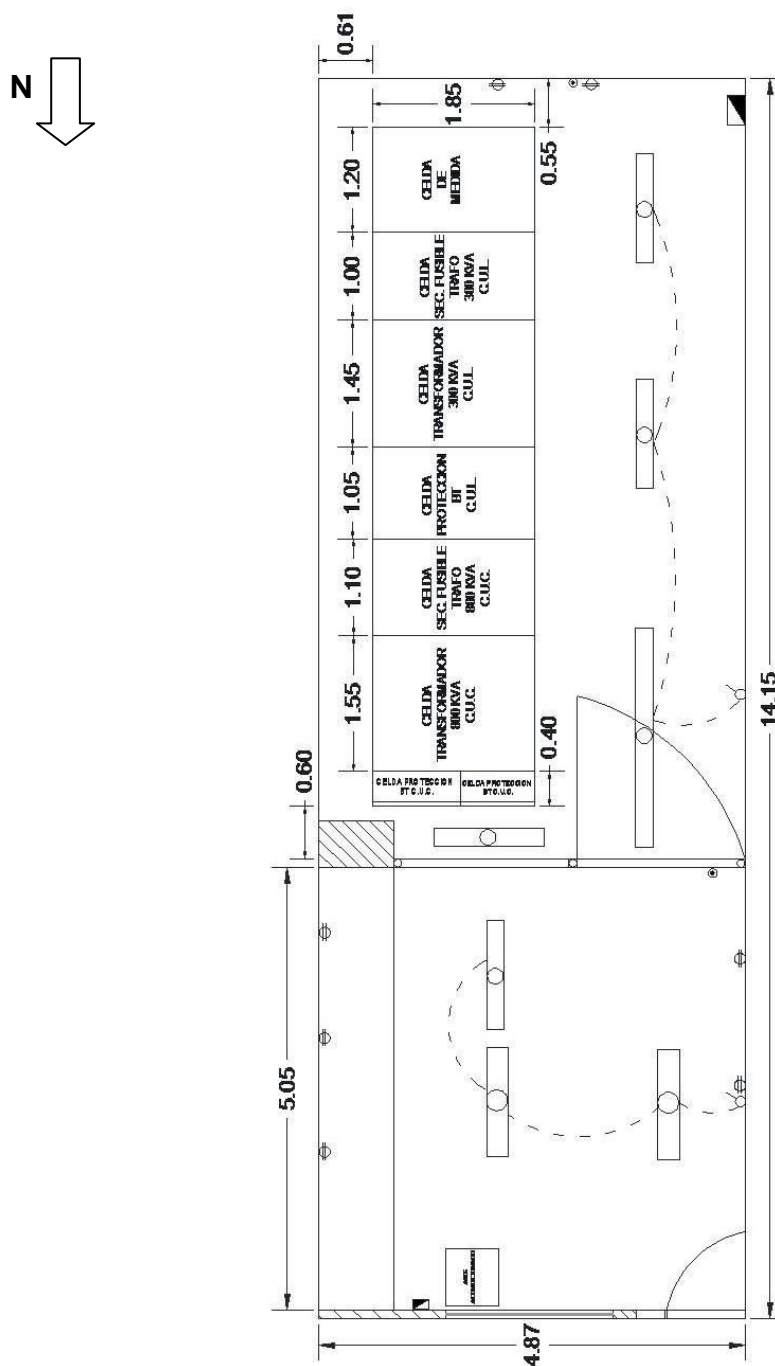 N
0.61
1.85
0.55
1.20
CELDA
DE
MEDIDA
1.00
CELDA
SEC. FUSIBLE
TRAFO
300 KVA
C.U.L.
1.45
CELDA
TRANSFORMADOR
300 KVA
C.U.L.
1.05
CELDA
PROTECCION
BT
C.U.L.
1.10
CELDA
SEC. FUSIBLE
TRAFO
800 KVA
C.U.C.
1.55
CELDA
TRANSFORMADOR
800 KVA
C.U.C.
0.40
14.15
0.60
CELDA PROTECCION
BT C.U.C.
CELDA PROTECCION
BT C.U.C.
5.05
AIRE
ACONDICIONADO
4.87